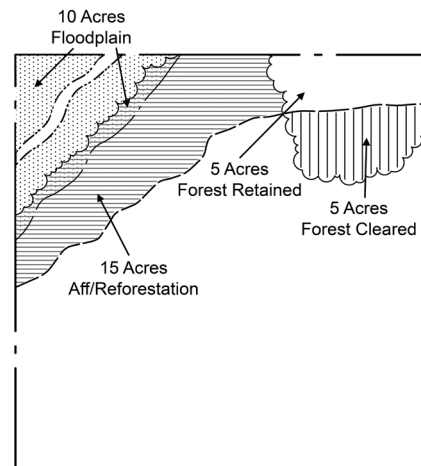 10 Acres
Floodplain
5 Acres
Forest Retained
5 Acres
Forest Cleared
15 Acres
Aff/Reforestation